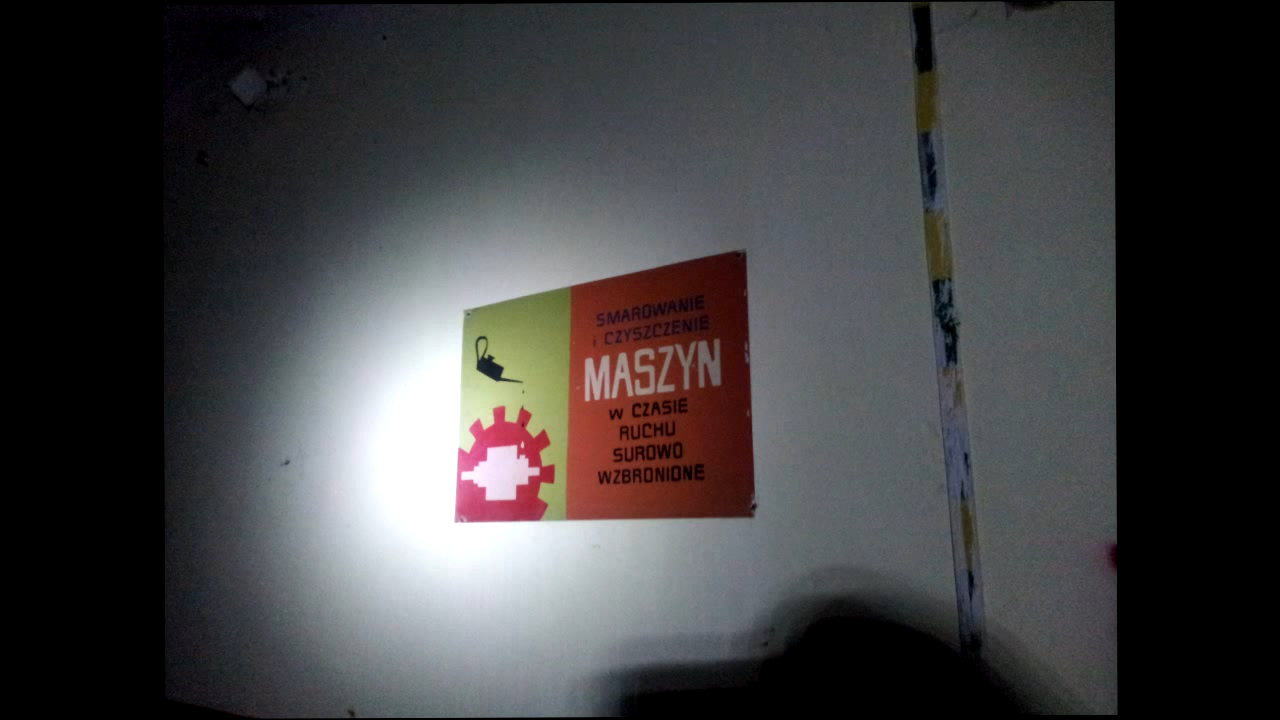 SMAROWANIE
i CZYSZCZENIE
MASZYN
W CZASIE
RUCHU
SUROWO
WZBRONIONE